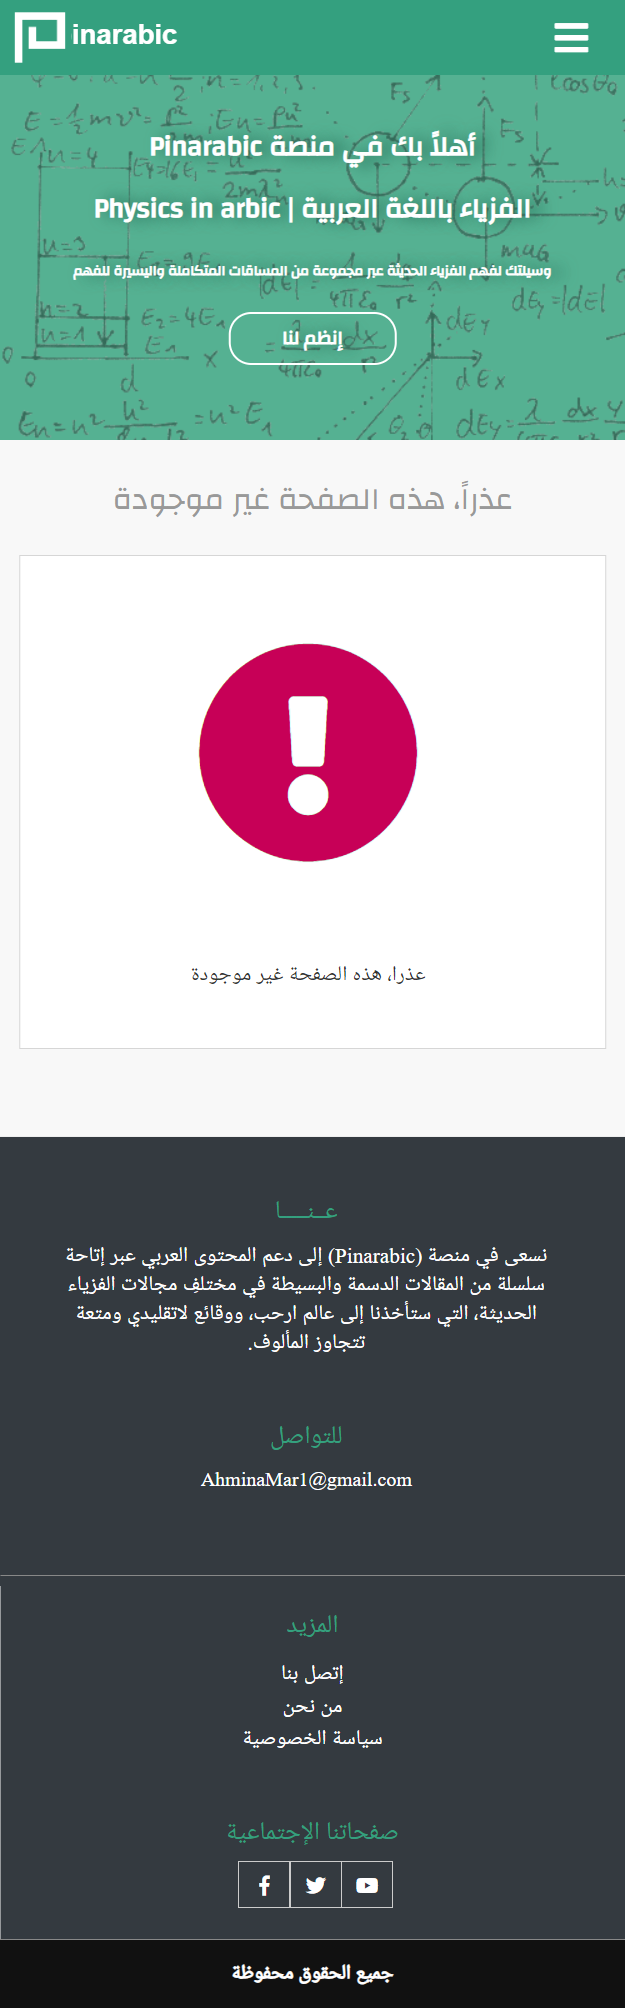 inarabic
أهلاً بك في منصة Pinarabic
الفزياء باللغة العربية | Physics in arbic
وسيلتك لفهم الفزياء الحديثة عبر مجموعة من المساقات المتكاملة واليسيرة للفهم
إنظم لنا
عذراً، هذه الصفحة غير موجودة
عذرا، هذه الصفحة غير موجودة
عــنـــــا
نسعى في منصة (Pinarabic) إلى دعم المحتوى العربي عبر إتاحة
سلسلة من المقالات الدسمة والبسيطة في مختلف مجالات الفزياء
الحديثة، التي ستأخذنا إلى عالم ارحب، ووقائع لاتقليدي ومتعة
تتجاوز المألوف.
للتواصل
AhminaMar1@gmail.com
المزيد
إتصل بنا
من نحن
سياسة الخصوصية
صفحاتنا الإجتماعية
جميع الحقوق محفوظة